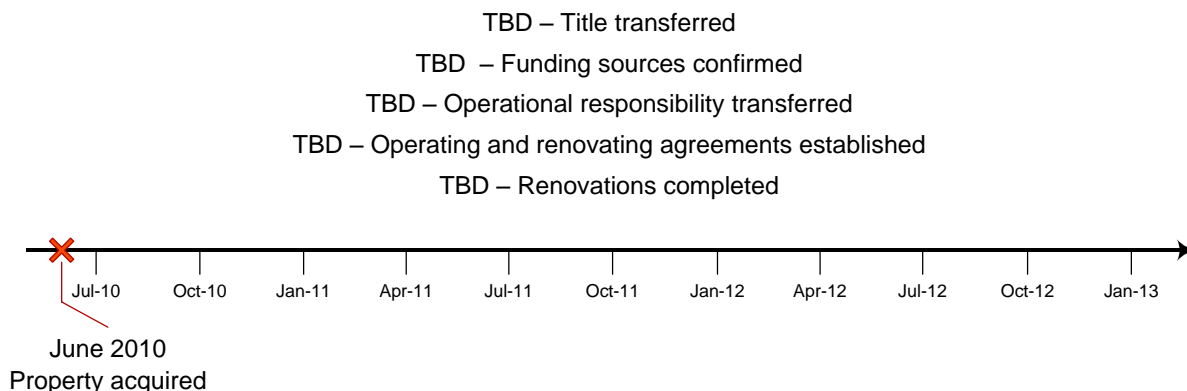 TBD – Title transferred
TBD – Funding sources confirmed
TBD – Operational responsibility transferred
TBD – Operating and renovating agreements established
TBD – Renovations completed
Jul-10 Oct-10 Jan-11 Apr-11 Jul-11 Oct-11 Jan-12 Apr-12 Jul-12 Oct-12 Jan-13
June 2010
Property acquired